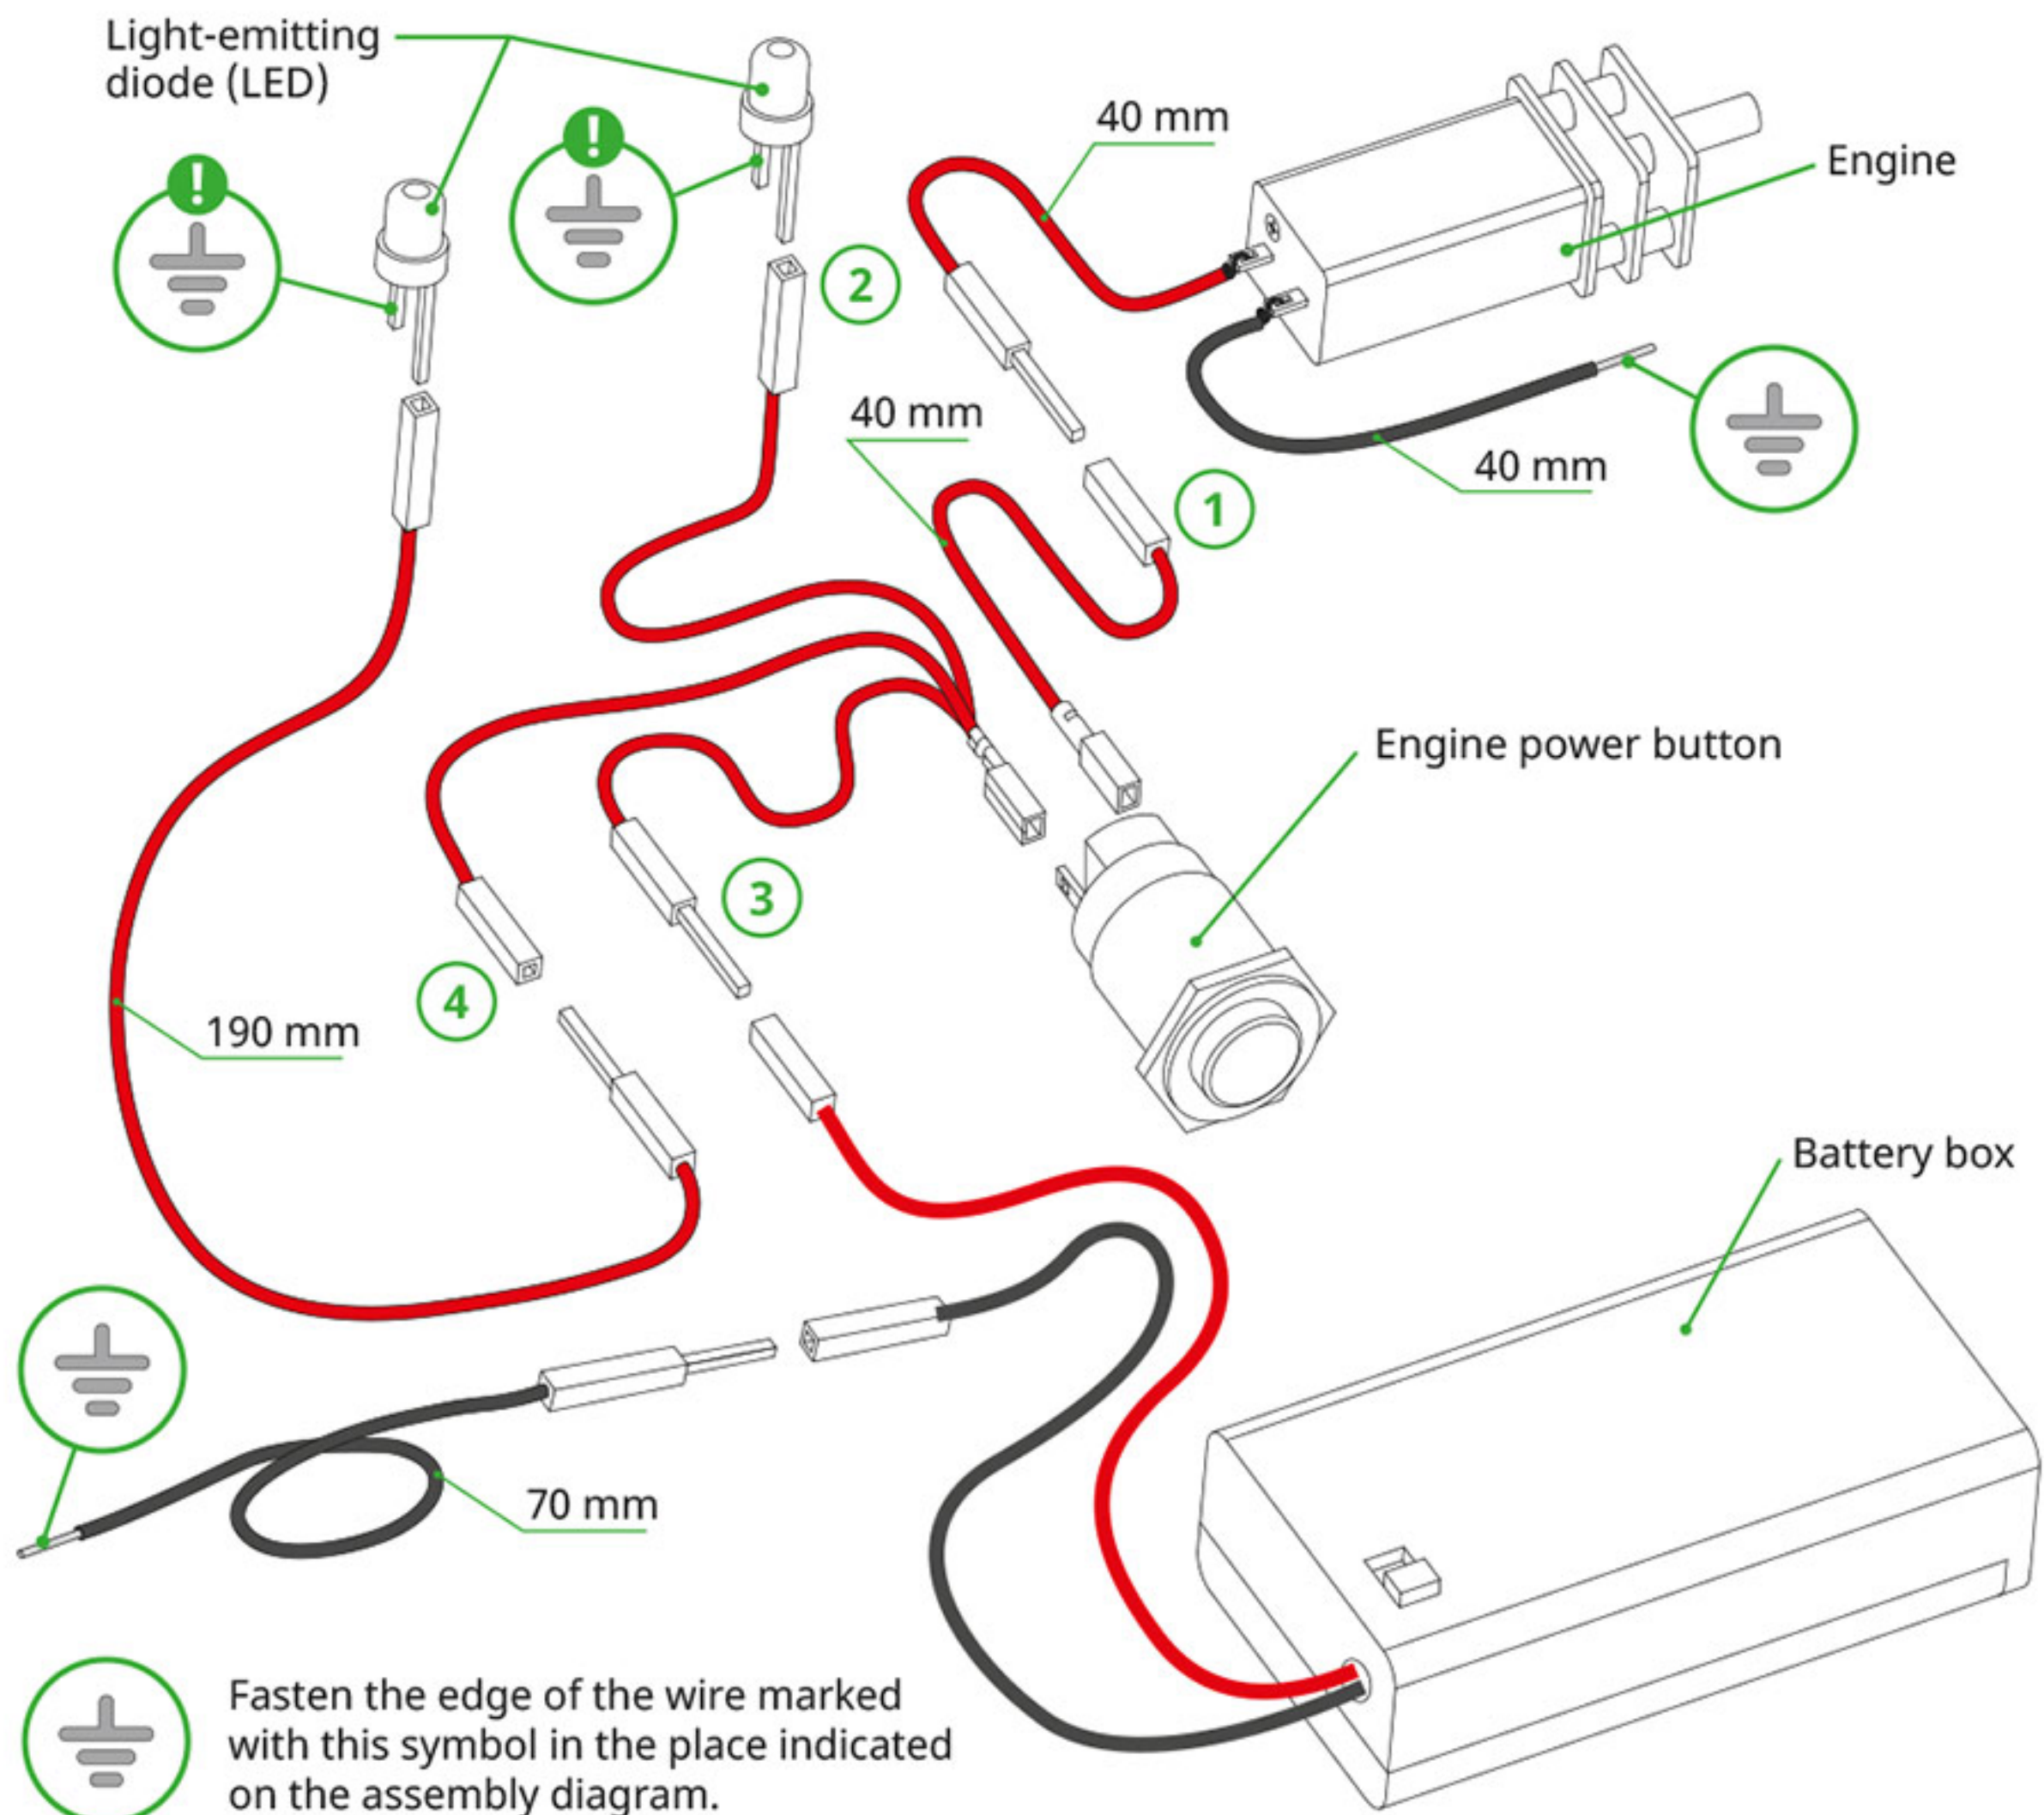 Light-emitting
diode (LED)
!
!
40 mm
Engine
2
40 mm
40 mm
1
Engine power button
3
4
190 mm
Battery box
70 mm
Fasten the edge of the wire marked
with this symbol in the place indicated
on the assembly diagram.